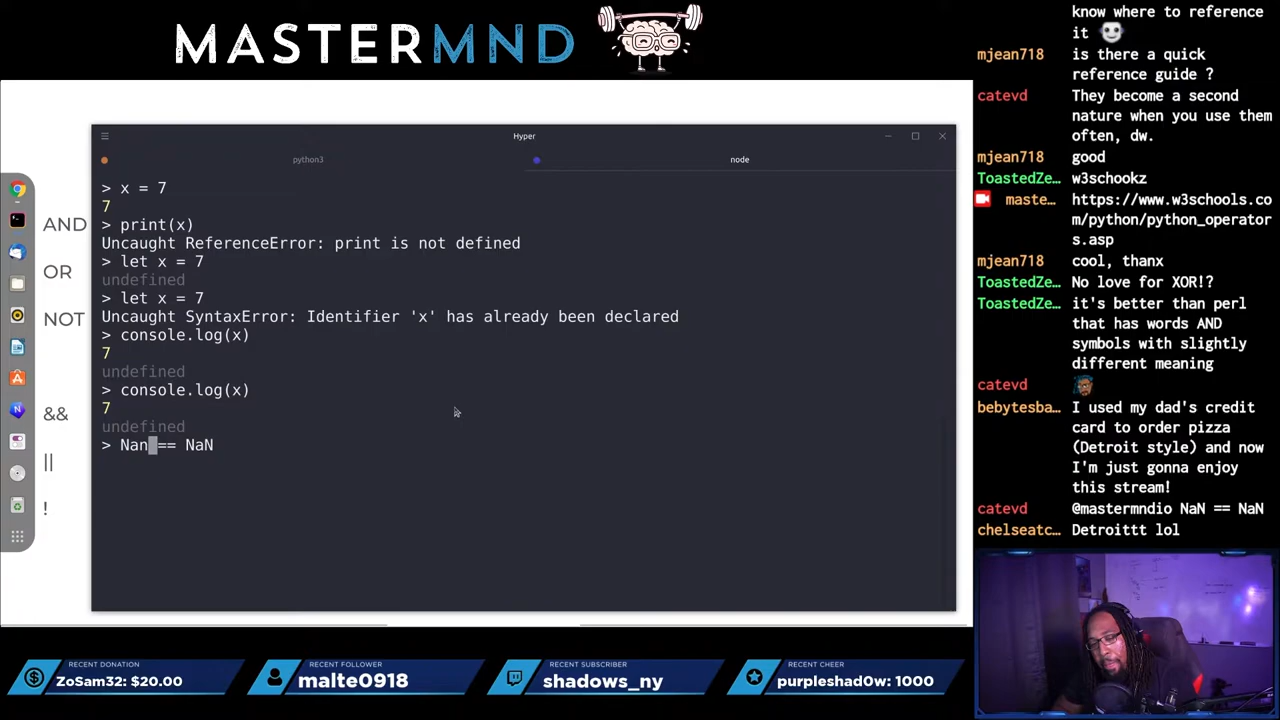 MASTERMND
Hyper
python3
node
> x = 7
7
> print(x)
Uncaught ReferenceError: print is not defined
> let x = 7
undefined
> let x = 7
Uncaught SyntaxError: Identifier 'x' has already been declared
> console.log(x)
7
undefined
> console.log(x)
7
undefined
> Nan == NaN
AND
OR
NOT
&&
||
!
know where to reference
it
mjean718 is there a quick
reference guide ?
catevd They become a second
nature when you use them
often, dw.
mjean718 good
ToastedZe… w3schookz
maste… https://www.w3schools.co
m/python/python_operator
s.asp
mjean718 cool, thanx
ToastedZe… No love for XOR!?
ToastedZe… it's better than perl
that has words AND
symbols with slightly
different meaning
catevd
bebytesba… I used my dad's credit
card to order pizza
(Detroit style) and now
I'm just gonna enjoy
this stream!
catevd @mastermndio NaN == NaN
chelseatc… Detroittt lol
RECENT DONATION
ZoSam32: $20.00
RECENT FOLLOWER
malte0918
RECENT SUBSCRIBER
shadows_ny
RECENT CHEER
purpleshad0w: 1000